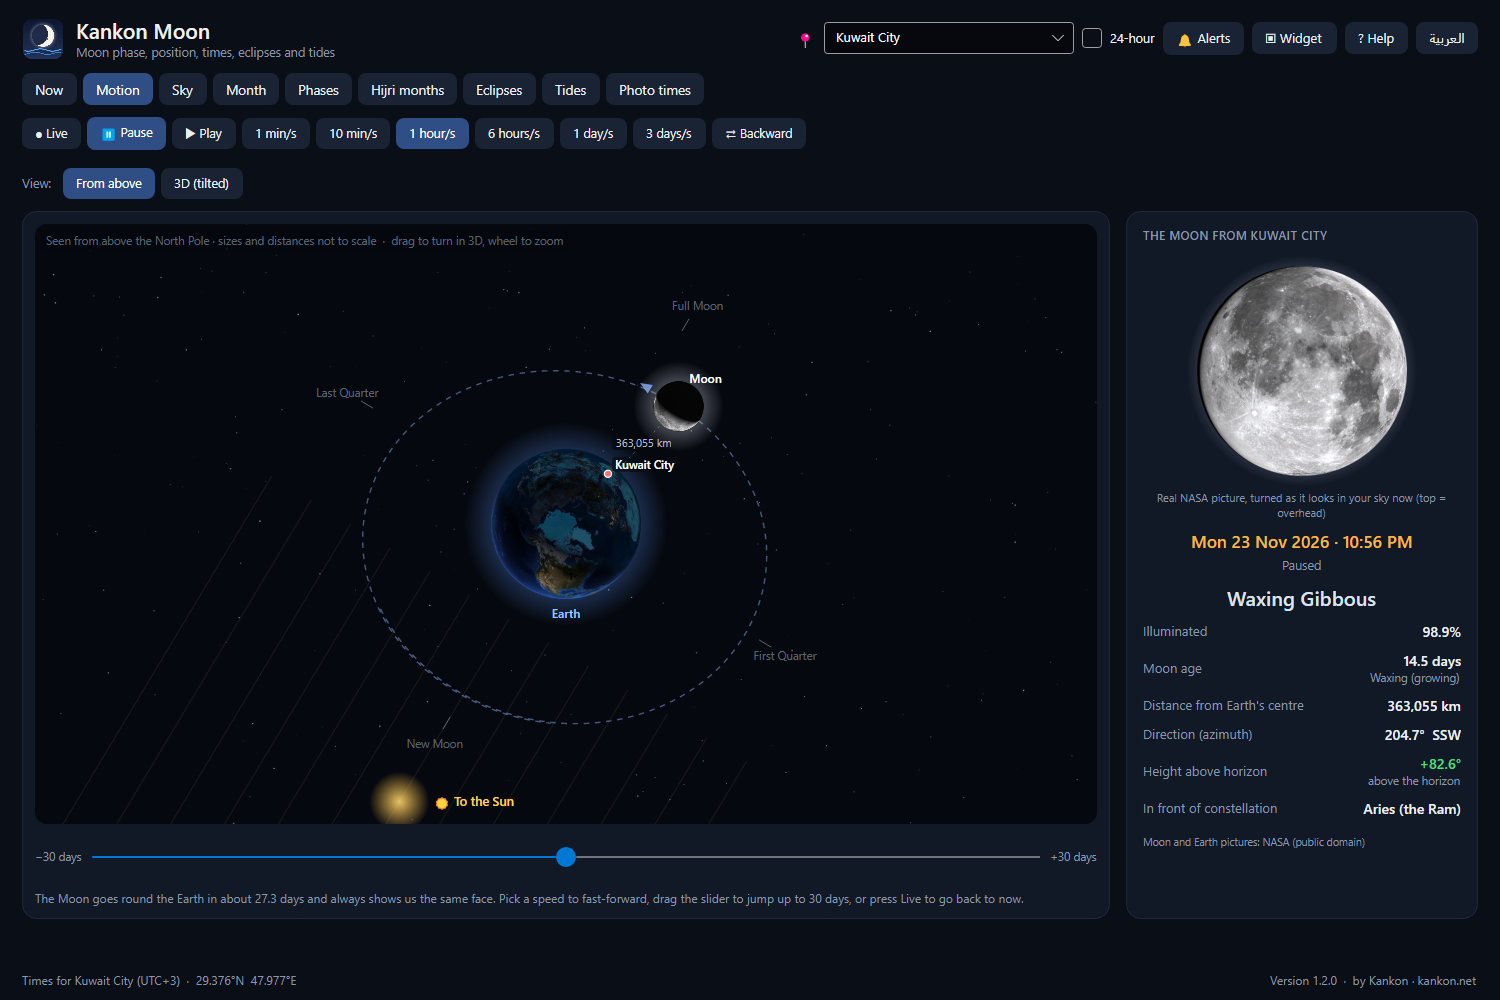 Kankon Moon
Moon phase, position, times, eclipses and tides
Kuwait City
24-hour
Alerts
Widget
? Help
العربية
Now
Motion
Sky
Month
Phases
Hijri months
Eclipses
Tides
Photo times
● Live
Pause
▶ Play
1 min/s
10 min/s
1 hour/s
6 hours/s
1 day/s
3 days/s
⇄ Backward
View:
From above
3D (tilted)
Seen from above the North Pole · sizes and distances not to scale · drag to turn in 3D, wheel to zoom
Full Moon
Last Quarter
Moon
363,055 km
Kuwait City
Earth
First Quarter
New Moon
To the Sun
−30 days
+30 days
The Moon goes round the Earth in about 27.3 days and always shows us the same face. Pick a speed to fast-forward, drag the slider to jump up to 30 days, or press Live to go back to now.
THE MOON FROM KUWAIT CITY
Real NASA picture, turned as it looks in your sky now (top =
overhead)
Mon 23 Nov 2026 · 10:56 PM
Paused
Waxing Gibbous
Illuminated 98.9%
Moon age 14.5 days
Waxing (growing)
Distance from Earth's centre 363,055 km
Direction (azimuth) 204.7° SSW
Height above horizon +82.6°
above the horizon
In front of constellation Aries (the Ram)
Moon and Earth pictures: NASA (public domain)
Times for Kuwait City (UTC+3) · 29.376°N 47.977°E
Version 1.2.0 · by Kankon · kankon.net